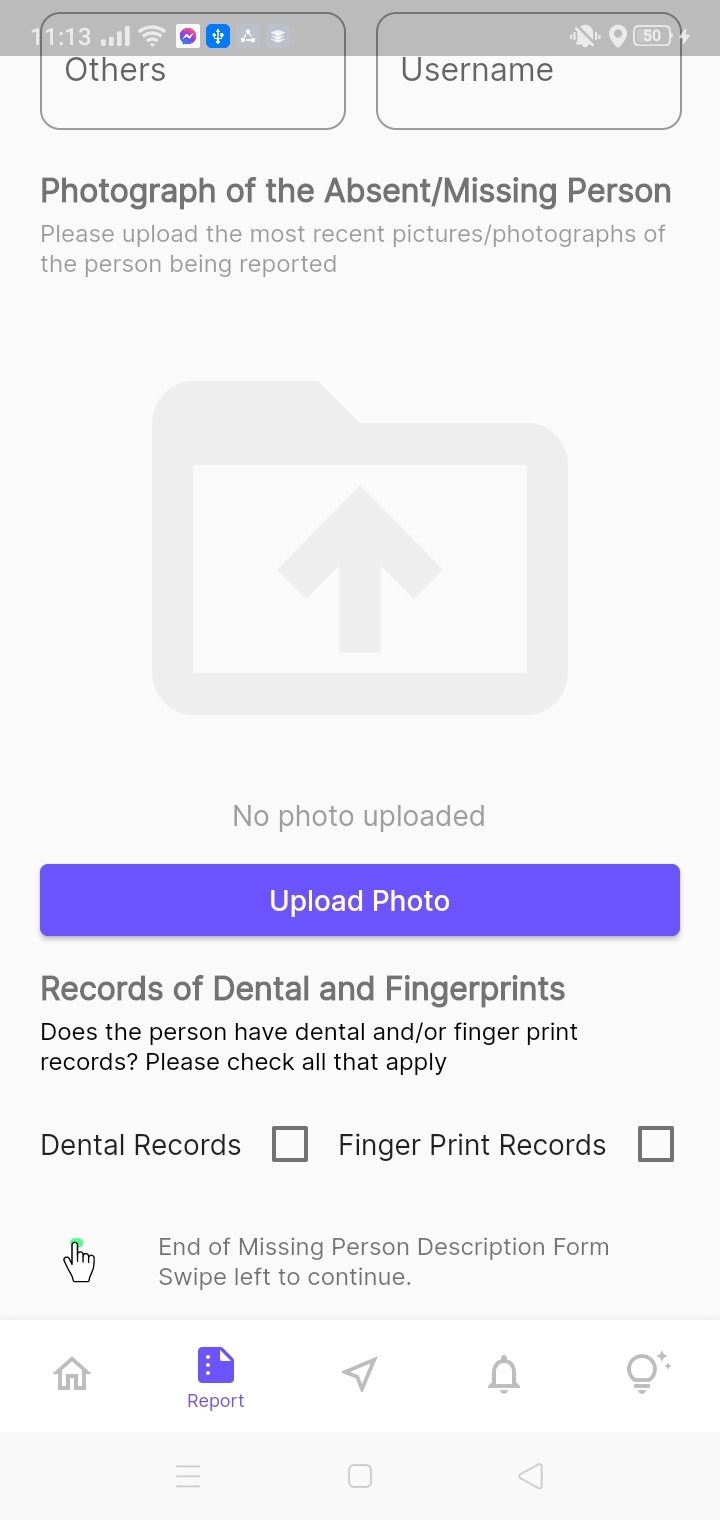 11:13
50
Others
Username
Photograph of the Absent/Missing Person
Please upload the most recent pictures/photographs of
the person being reported
No photo uploaded
Upload Photo
Records of Dental and Fingerprints
Does the person have dental and/or finger print
records? Please check all that apply
Dental Records
Finger Print Records
End of Missing Person Description Form
Swipe left to continue.
Report